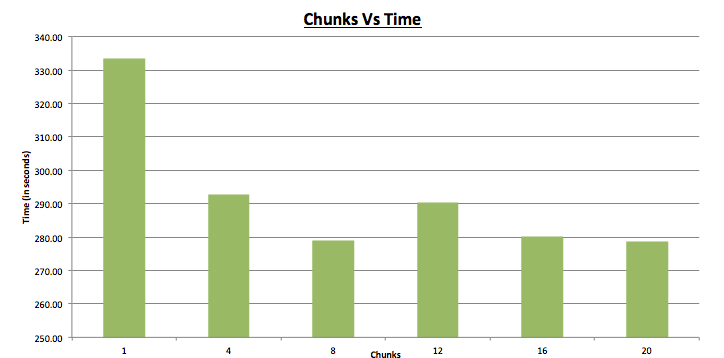 Chunks Vs Time
340.00
330.00
320.00
310.00
300.00
290.00
280.00
270.00
260.00
250.00
Time (in seconds)
1 4 8 12 16 20
Chunks